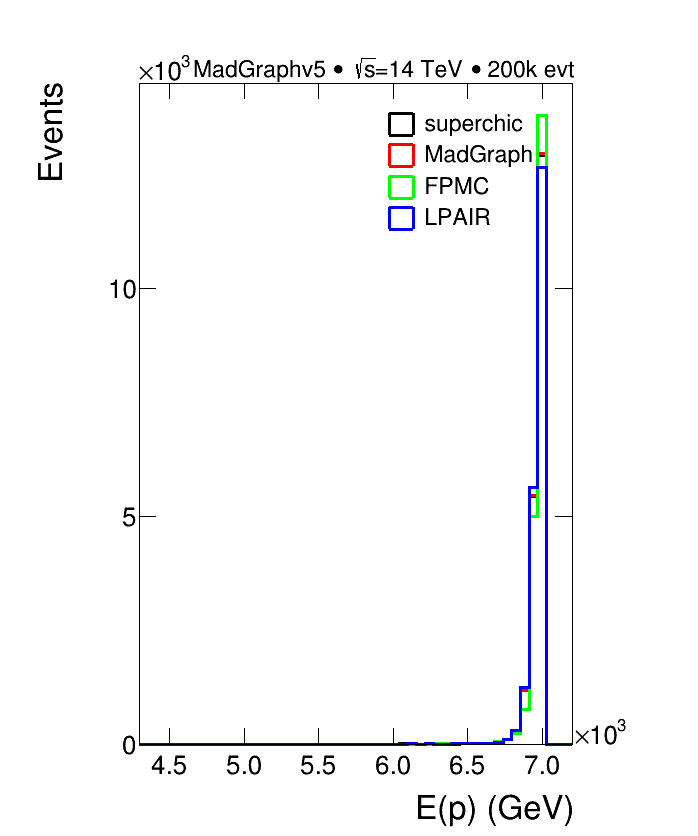 ×10³ MadGraphv5 • √s=14 TeV • 200k evt
Events
superchic
MadGraph
FPMC
LPAIR
10
5
0
×10³
4.5 5.0 5.5 6.0 6.5 7.0
E(p) (GeV)